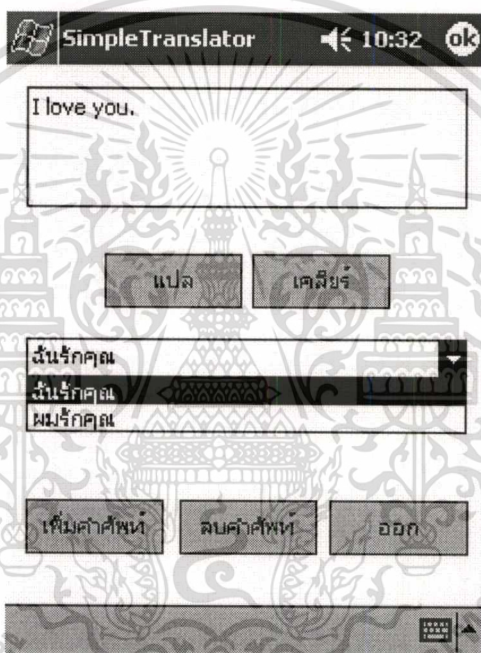 SimpleTranslator 10:32 ok
I love you.
แปล เคลียร์
ฉันรักคุณ
ฉันรักคุณ
ผมรักคุณ
เพิ่มคำศัพท์ ลบคำศัพท์ ออก